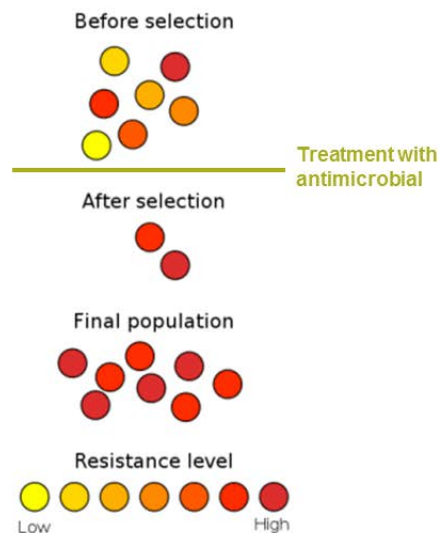 Before selection
Treatment with
antimicrobial
After selection
Final population
Resistance level
Low
High